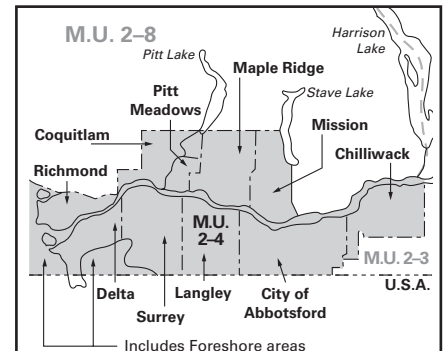 M.U. 2–8
Harrison
Lake
Pitt Lake
Maple Ridge
Pitt
Meadows
Stave Lake
Coquitlam
Mission
Richmond
Chilliwack
M.U.
2–4
M.U. 2–3
U.S.A.
Delta
Langley
City of
Abbotsford
Surrey
Includes Foreshore areas